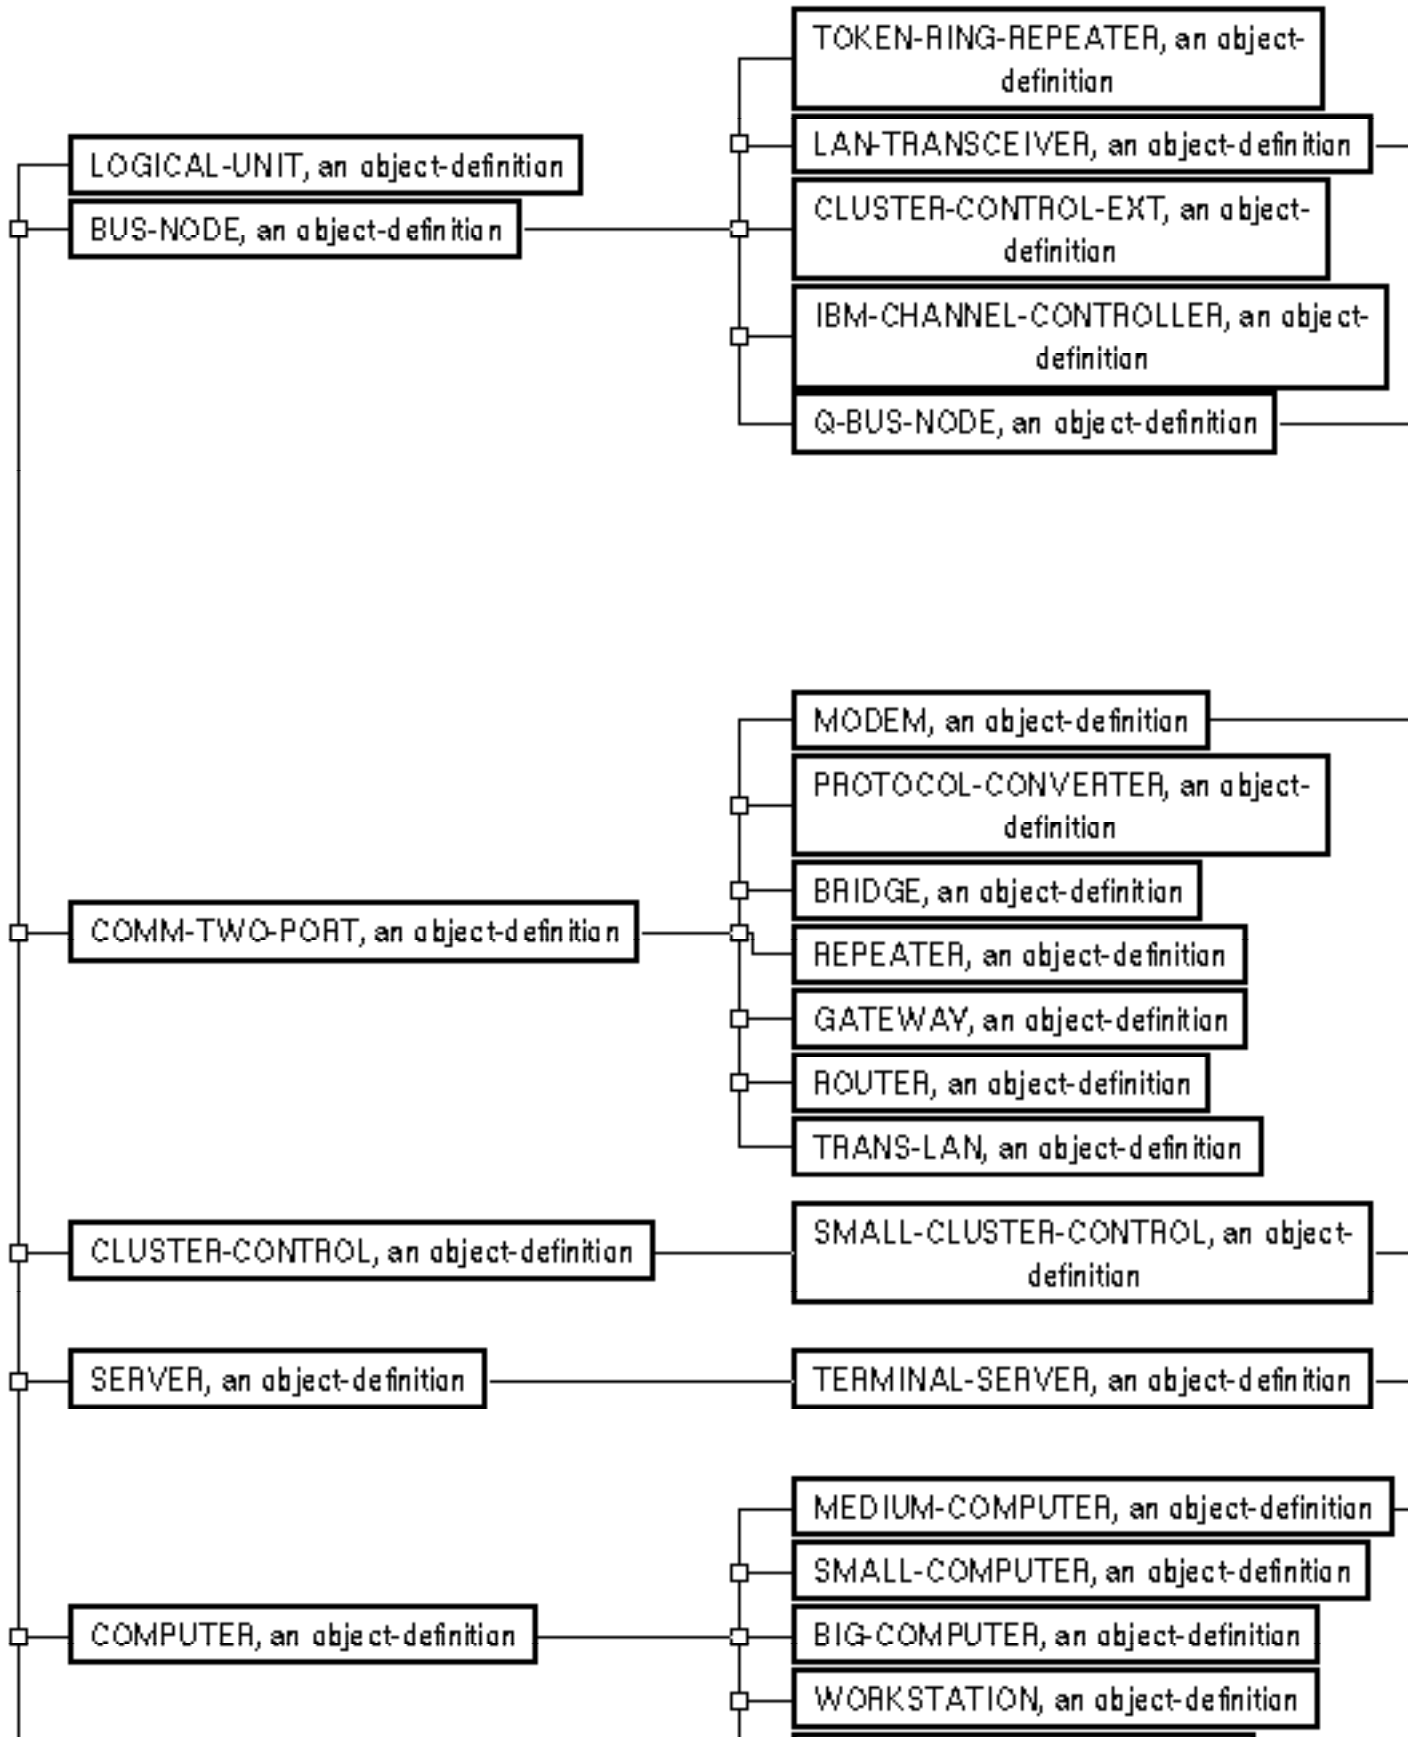 TOKEN-RING-REPEATER, an object-
definition
LAN-TRANSCEIVER, an object-definition
LOGICAL-UNIT, an object-definition
CLUSTER-CONTROL-EXT, an object-
definition
BUS-NODE, an object-definition
IBM-CHANNEL-CONTROLLER, an object-
definition
Q-BUS-NODE, an object-definition
MODEM, an object-definition
PROTOCOL-CONVERTER, an object-
definition
BRIDGE, an object-definition
COMM-TWO-PORT, an object-definition
REPEATER, an object-definition
GATEWAY, an object-definition
ROUTER, an object-definition
TRANS-LAN, an object-definition
CLUSTER-CONTROL, an object-definition
SMALL-CLUSTER-CONTROL, an object-
definition
SERVER, an object-definition
TERMINAL-SERVER, an object-definition
MEDIUM-COMPUTER, an object-definition
SMALL-COMPUTER, an object-definition
COMPUTER, an object-definition
BIG-COMPUTER, an object-definition
WORKSTATION, an object-definition